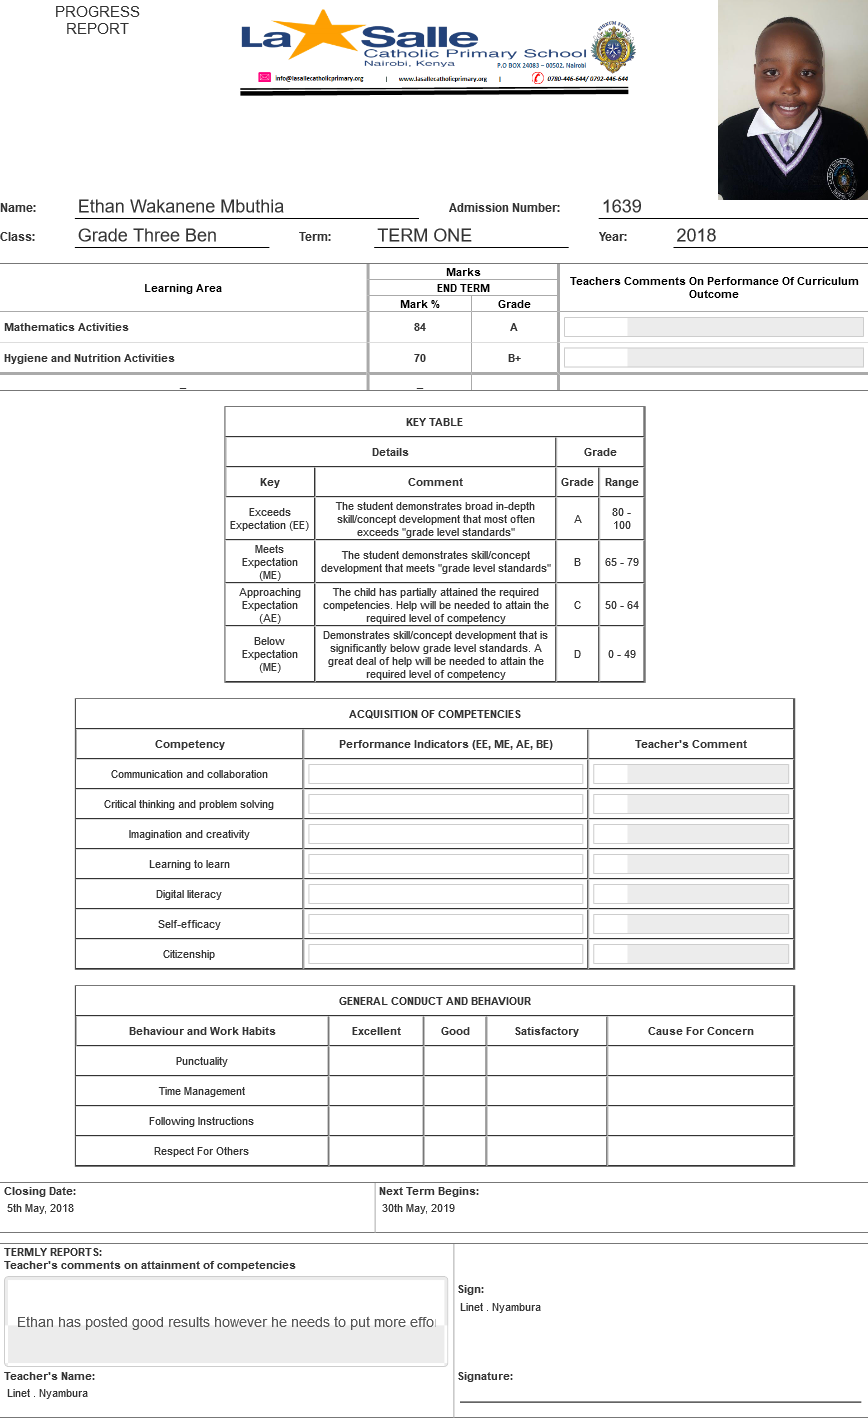 PROGRESS
REPORT
La Salle
Catholic Primary School
Nairobi, Kenya
P.O BOX 24083 – 00502, Nairobi
info@lasallecatholicprimary.org | www.lasallecatholicprimary.org | 0780-446-644/ 0792-446-644
Name: Ethan Wakanene Mbuthia Admission Number: 1639
Class: Grade Three Ben Term: TERM ONE Year: 2018
Learning Area Marks Teachers Comments On Performance Of Curriculum Outcome
END TERM
Mark % Grade
Mathematics Activities 84 A
Hygiene and Nutrition Activities 70 B+
_ _
KEY TABLE
Details Grade
Key Comment Grade Range
Exceeds Expectation (EE) The student demonstrates broad in-depth skill/concept development that most often exceeds "grade level standards" A 80 - 100
Meets Expectation (ME) The student demonstrates skill/concept development that meets "grade level standards" B 65 - 79
Approaching Expectation (AE) The child has partially attained the required competencies. Help will be needed to attain the required level of competency C 50 - 64
Below Expectation (ME) Demonstrates skill/concept development that is significantly below grade level standards. A great deal of help will be needed to attain the required level of competency D 0 - 49
ACQUISITION OF COMPETENCIES
Competency Performance Indicators (EE, ME, AE, BE) Teacher's Comment
Communication and collaboration
Critical thinking and problem solving
Imagination and creativity
Learning to learn
Digital literacy
Self-efficacy
Citizenship
GENERAL CONDUCT AND BEHAVIOUR
Behaviour and Work Habits Excellent Good Satisfactory Cause For Concern
Punctuality
Time Management
Following Instructions
Respect For Others
Closing Date: Next Term Begins:
5th May, 2018 30th May, 2019
TERMLY REPORTS:
Teacher's comments on attainment of competencies
Ethan has posted good results however he needs to put more effo
Sign:
Linet . Nyambura
Teacher's Name: Signature:
Linet . Nyambura